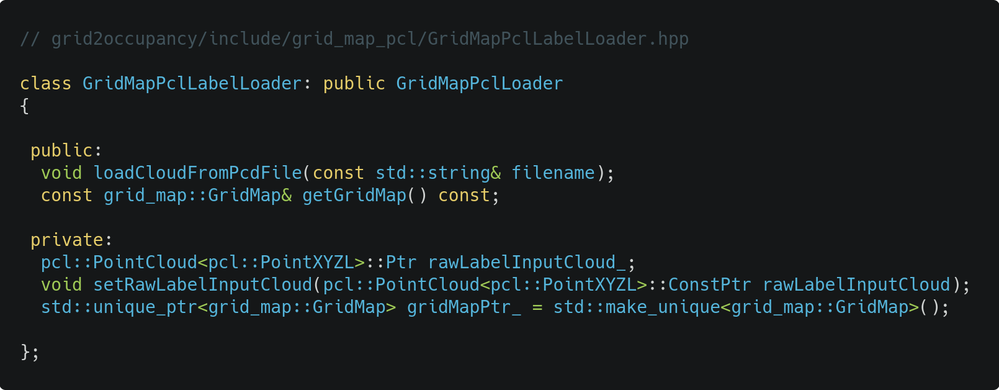 // grid2occupancy/include/grid_map_pcl/GridMapPclLabelLoader.hpp
class GridMapPclLabelLoader: public GridMapPclLoader
{
public:
void loadCloudFromPcdFile(const std::string& filename);
const grid_map::GridMap& getGridMap() const;
private:
pcl::PointCloud<pcl::PointXYZL>::Ptr rawLabelInputCloud_;
void setRawLabelInputCloud(pcl::PointCloud<pcl::PointXYZL>::ConstPtr rawLabelInputCloud);
std::unique_ptr<grid_map::GridMap> gridMapPtr_ = std::make_unique<grid_map::GridMap>();
};